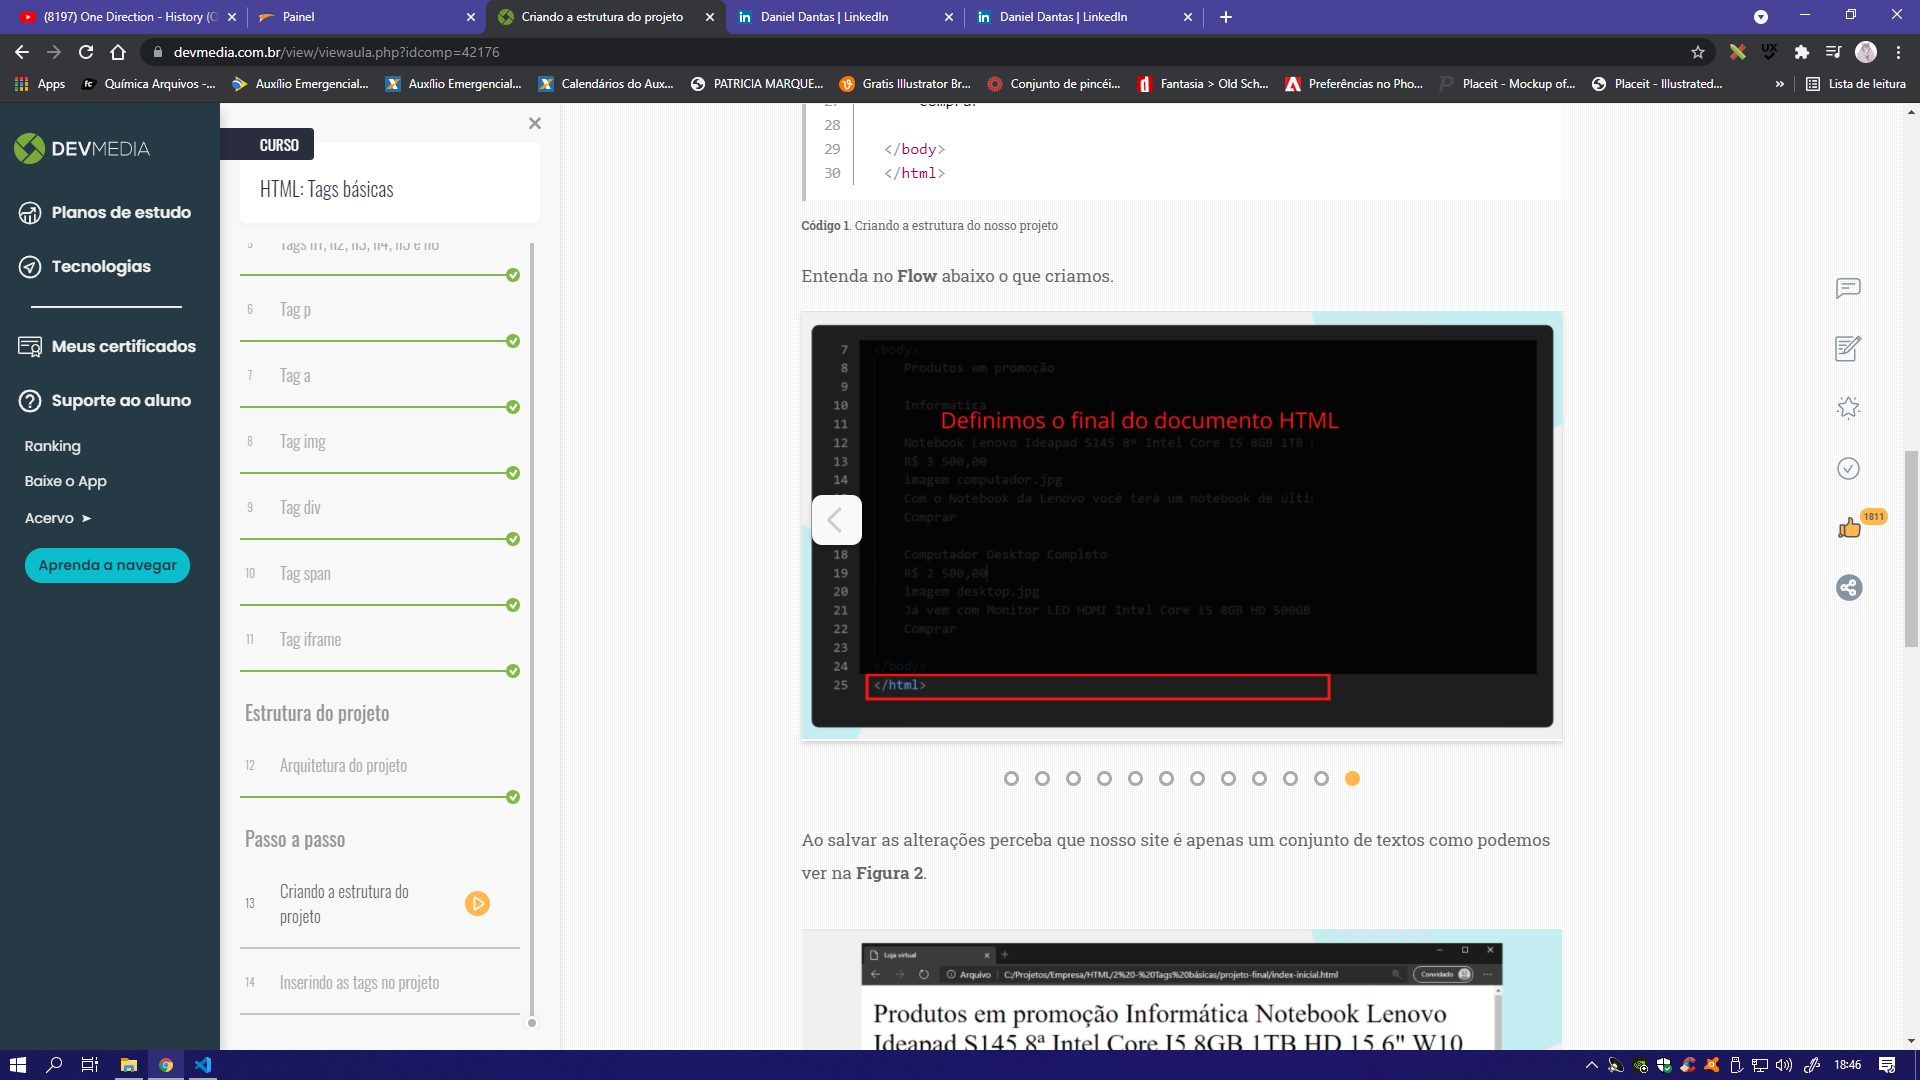 (8197) One Direction - History (O
Painel
Criando a estrutura do projeto
Daniel Dantas | LinkedIn
Daniel Dantas | LinkedIn
devmedia.com.br/view/viewaula.php?idcomp=42176
Apps
Química Arquivos -...
Auxílio Emergencial...
Auxílio Emergencial...
Calendários do Aux...
PATRICIA MARQUE...
Gratis Illustrator Br...
Conjunto de pincéi...
Fantasia > Old Sch...
Preferências no Pho...
Placeit - Mockup of...
Placeit - Illustrated...
»
Lista de leitura
DEVMEDIA
Planos de estudo
Tecnologias
Meus certificados
Suporte ao aluno
Ranking
Baixe o App
Acervo ➤
Aprenda a navegar
CURSO
HTML: Tags básicas
5 Tags h1, h2, h3, h4, h5 e h6
6 Tag p
7 Tag a
8 Tag img
9 Tag div
10 Tag span
11 Tag iframe
Estrutura do projeto
12 Arquitetura do projeto
Passo a passo
13 Criando a estrutura do
projeto
14 Inserindo as tags no projeto
27 Comprar
28
29 </body>
30 </html>
Código 1. Criando a estrutura do nosso projeto
Entenda no Flow abaixo o que criamos.
7 <body>
8 Produtos em promoção
9
10 Informática
Definimos o final do documento HTML
11
12 Notebook Lenovo Ideapad S145 8ª Intel Core I5 8GB 1TB
13 R$ 3 500,00
14 imagem computador.jpg
Com o Notebook da Lenovo você terá um notebook de últi
Comprar
18 Computador Desktop Completo
19 R$ 2 500,00
20 imagem desktop.jpg
21 Já vem com Monitor LED HDMI Intel Core i5 8GB HD 500GB
22 Comprar
23
24 </body>
25 </html>
Ao salvar as alterações perceba que nosso site é apenas um conjunto de textos como podemos
ver na Figura 2.
Loja virtual
Arquivo C:/Projetos/Empresa/HTML/2%20-%20Tags%20básicas/projeto-final/index-inicial.html
Convidado
Produtos em promoção Informática Notebook Lenovo
Ideapad S145 8ª Intel Core I5 8GB 1TB HD 15.6" W10
1811
18:46